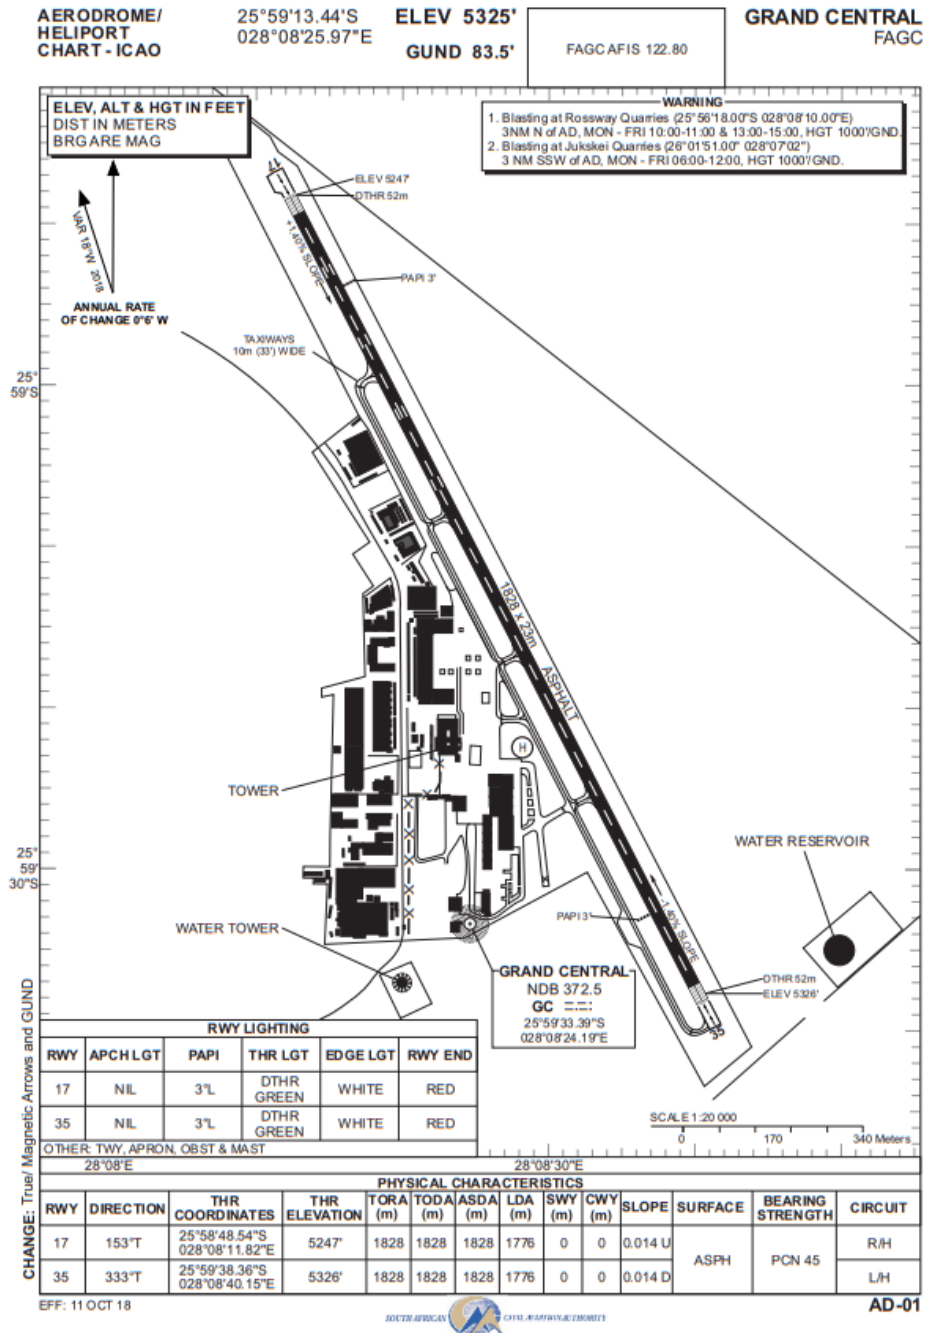 AERODROME/
HELIPORT
CHART - ICAO
25°59'13.44"S
028°08'25.97"E
ELEV 5325'
GUND 83.5'
FAGC AFIS 122.80
GRAND CENTRAL
FAGC
ELEV, ALT & HGT IN FEET
DIST IN METERS
BRG ARE MAG
WARNING
1. Blasting at Rossway Quarries (25°56'18.00"S 028°08'10.00"E)
3NM N of AD, MON - FRI 10:00-11:00 & 13:00-15:00, HGT 1000'/GND.
2. Blasting at Jukskei Quarries (26°01'51.00" 028°07'02")
3 NM SSW of AD, MON - FRI 06:00-12:00, HGT 1000'/GND.
VAR 18°W 2018
ANNUAL RATE
OF CHANGE 0°6' W
17
ELEV 5247'
DTHR 52m
+1.40% SLOPE
PAPI 3°
TAXIWAYS
10m (33') WIDE
25°
59'S
1828 x 23m
ASPHALT
H
TOWER
25°
59'
30"S
WATER RESERVOIR
WATER TOWER
PAPI 3°
-1.40% SLOPE
DTHR 52m
ELEV 5326'
35
GRAND CENTRAL
NDB 372.5
GC
25°59'33.39"S
028°08'24.19"E
RWY LIGHTING
RWY APCH LGT PAPI THR LGT EDGE LGT RWY END
17 NIL 3°L DTHR GREEN WHITE RED
35 NIL 3°L DTHR GREEN WHITE RED
OTHER: TWY, APRON, OBST & MAST
SCALE 1:20 000
0 170 340 Meters
28°08'E
28°08'30"E
PHYSICAL CHARACTERISTICS
RWY DIRECTION THR COORDINATES THR ELEVATION TORA (m) TODA (m) ASDA (m) LDA (m) SWY (m) CWY (m) SLOPE SURFACE BEARING STRENGTH CIRCUIT
17 153°T 25°58'48.54"S 028°08'11.82"E 5247' 1828 1828 1828 1776 0 0 0.014 U ASPH PCN 45 R/H
35 333°T 25°59'38.36"S 028°08'40.15"E 5326' 1828 1828 1828 1776 0 0 0.014 D L/H
CHANGE: True/ Magnetic Arrows and GUND
EFF: 11 OCT 18
SOUTH AFRICAN CIVIL AVIATION AUTHORITY
AD-01